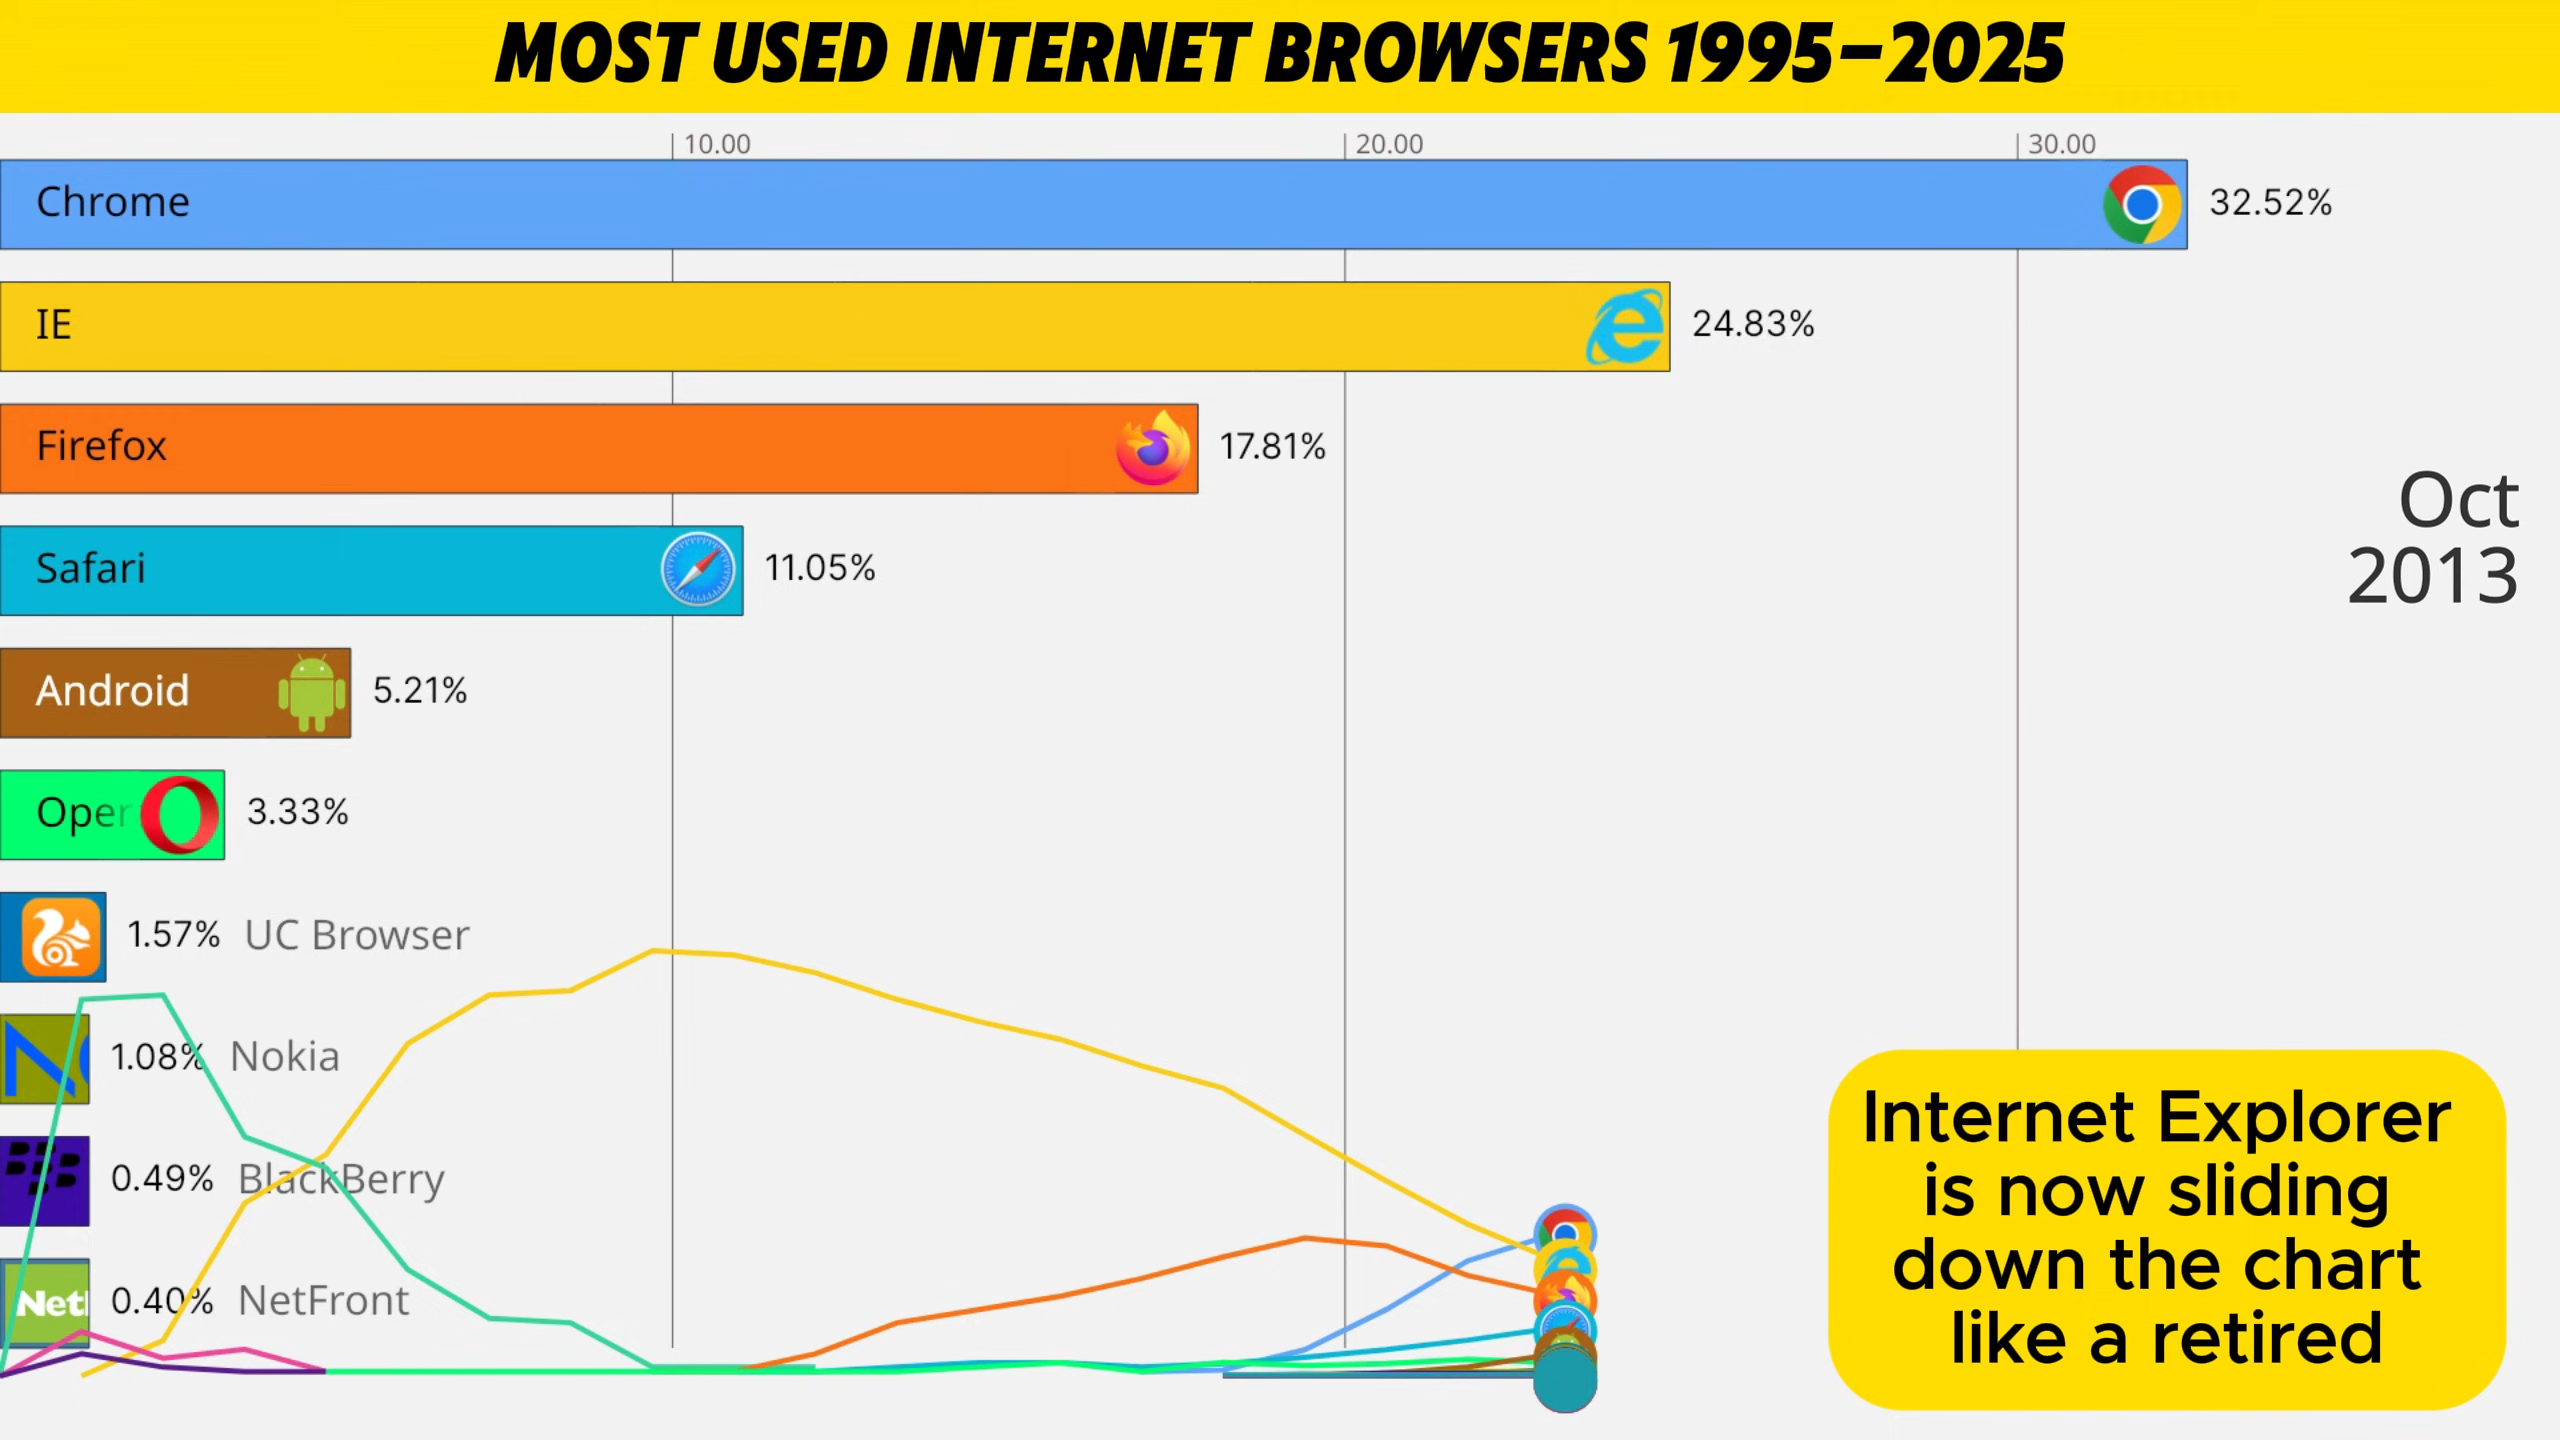 MOST USED INTERNET BROWSERS 1995–2025
10.00 20.00 30.00
Chrome 32.52%
IE 24.83%
Firefox 17.81%
Safari 11.05%
Oct
2013
Android 5.21%
Oper 3.33%
1.57% UC Browser
1.08% Nokia
0.49% BlackBerry
Net 0.40% NetFront
Internet Explorer
is now sliding
down the chart
like a retired